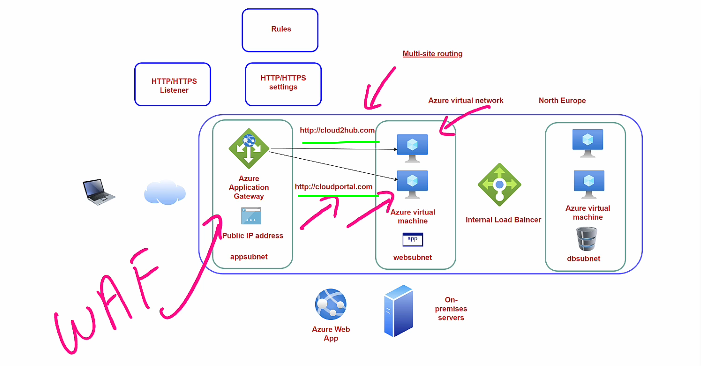 Rules
Multi-site routing
HTTP/HTTPS
Listener
HTTP/HTTPS
settings
Azure virtual network
North Europe
http://cloud2hub.com
http://cloudportal.com
Azure
Application
Gateway
Public IP address
appsubnet
Azure virtual
machine
app
websubnet
Internal Load Balncer
Azure virtual
machine
dbsubnet
WAF
Azure Web
App
On-
premises
servers